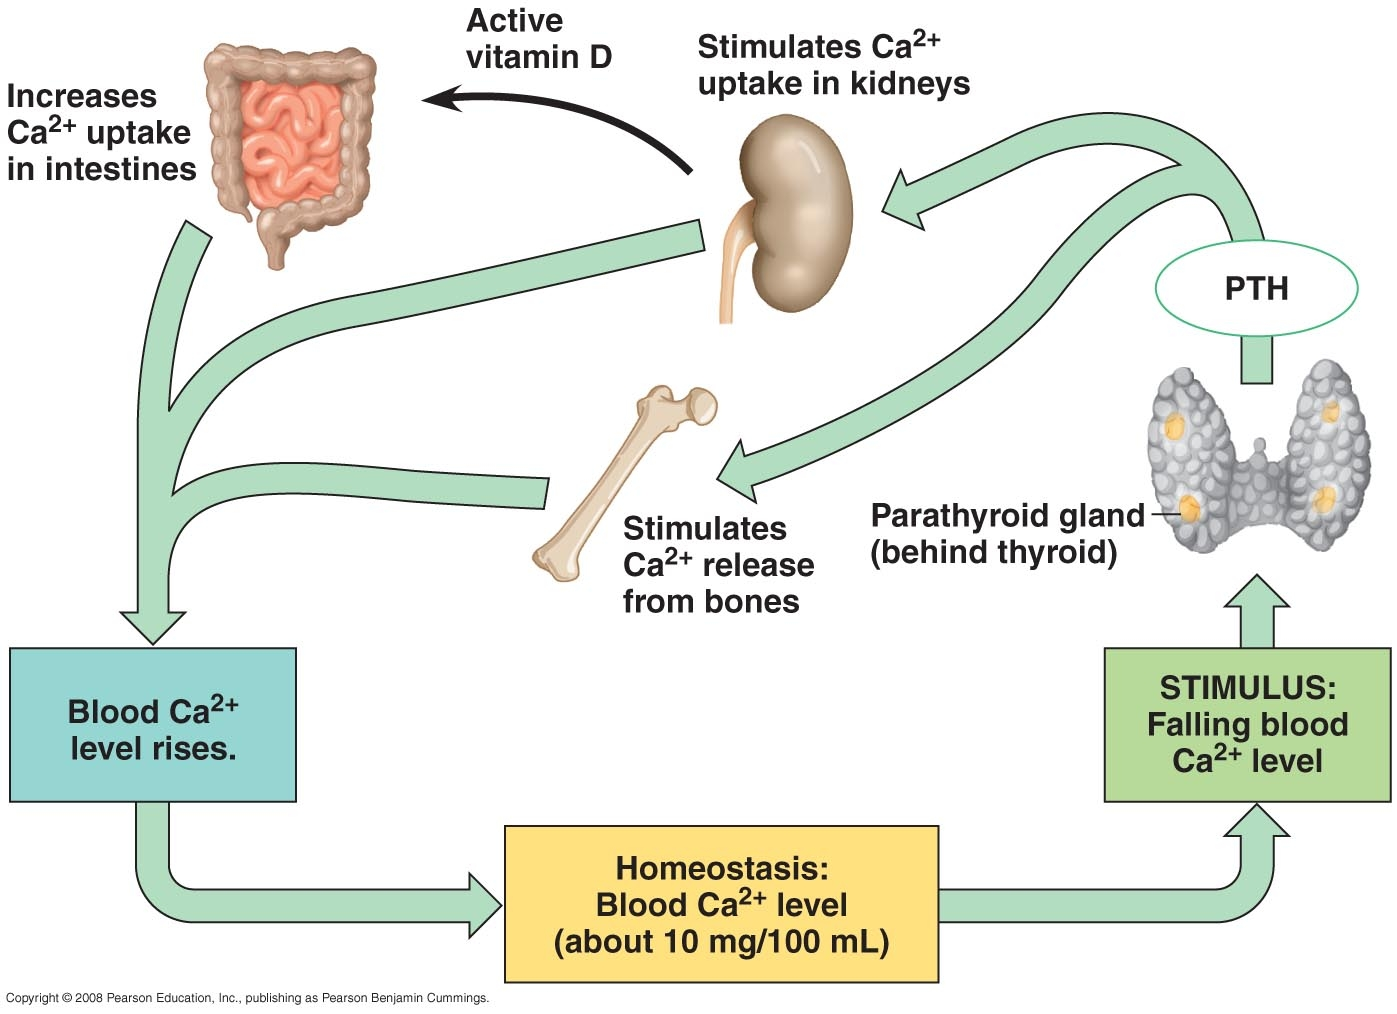 Active
vitamin D
Stimulates Ca2+
uptake in kidneys
Increases
Ca2+ uptake
in intestines
PTH
Stimulates
Ca2+ release
from bones
Parathyroid gland
(behind thyroid)
Blood Ca2+
level rises.
STIMULUS:
Falling blood
Ca2+ level
Homeostasis:
Blood Ca2+ level
(about 10 mg/100 mL)
Copyright © 2008 Pearson Education, Inc., publishing as Pearson Benjamin Cummings.